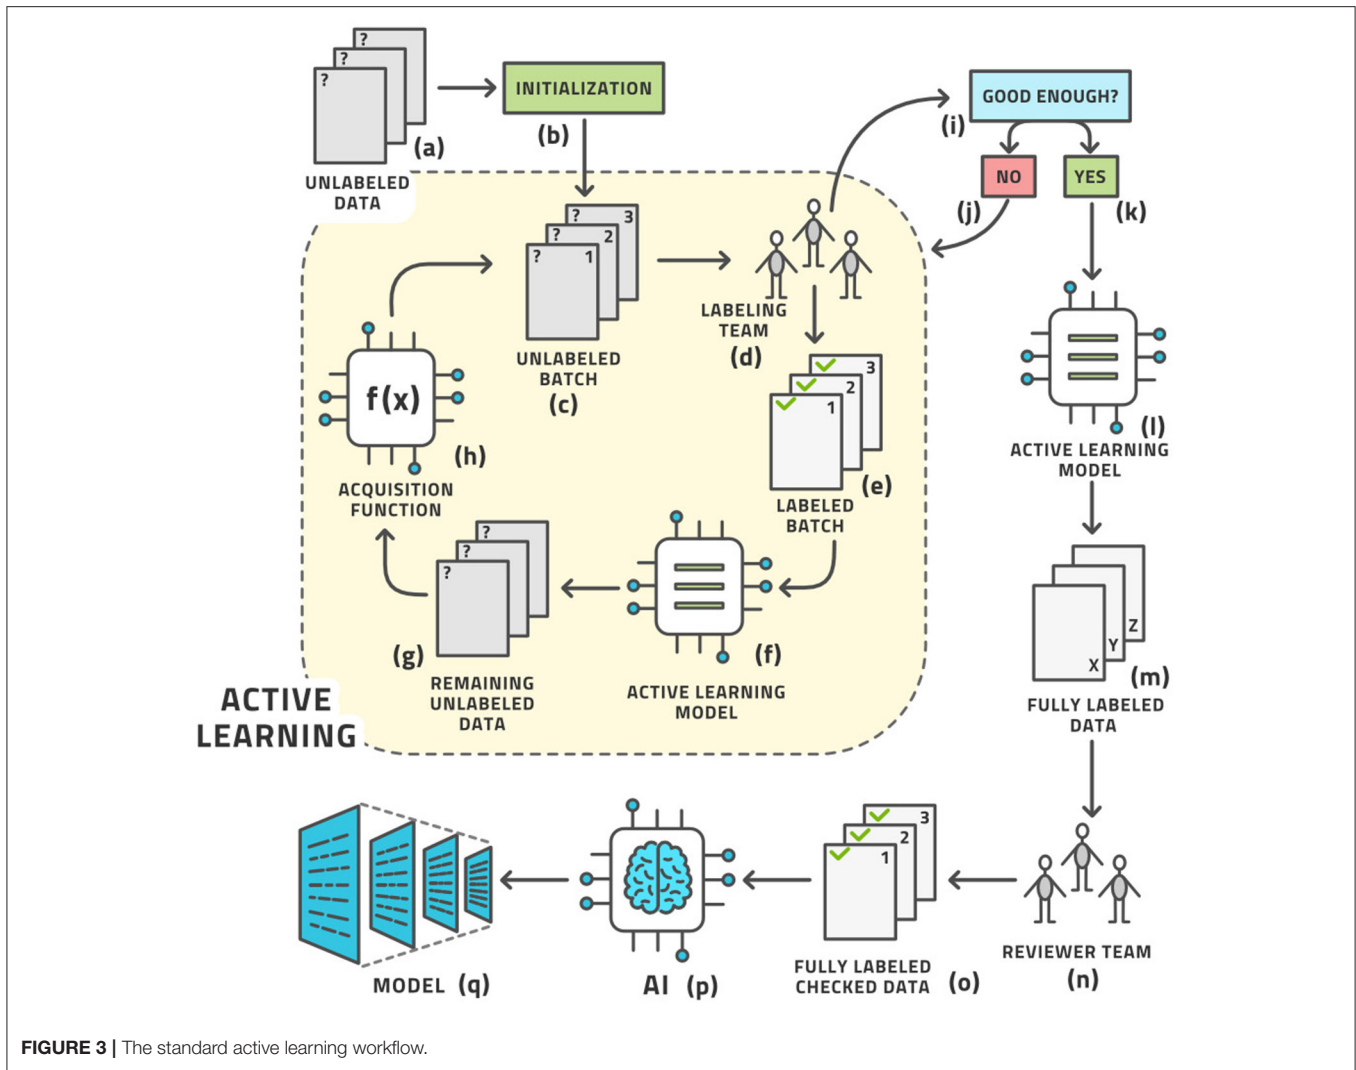 ?
?
?
(a)
UNLABELED
DATA
INITIALIZATION
(b)
? 3
? 2
? 1
UNLABELED
BATCH
(c)
LABELING
TEAM
(d)
3
2
1
(e)
LABELED
BATCH
ACTIVE LEARNING
MODEL
(f)
?
?
?
(g)
REMAINING
UNLABELED
DATA
f(x)
(h)
ACQUISITION
FUNCTION
ACTIVE
LEARNING
GOOD ENOUGH?
(i)
NO
(j)
YES
(k)
(l)
ACTIVE LEARNING
MODEL
Z
Y
X
(m)
FULLY LABELED
DATA
REVIEWER TEAM
(n)
3
2
1
FULLY LABELED
CHECKED DATA (o)
AI (p)
MODEL (q)
FIGURE 3 | The standard active learning workflow.